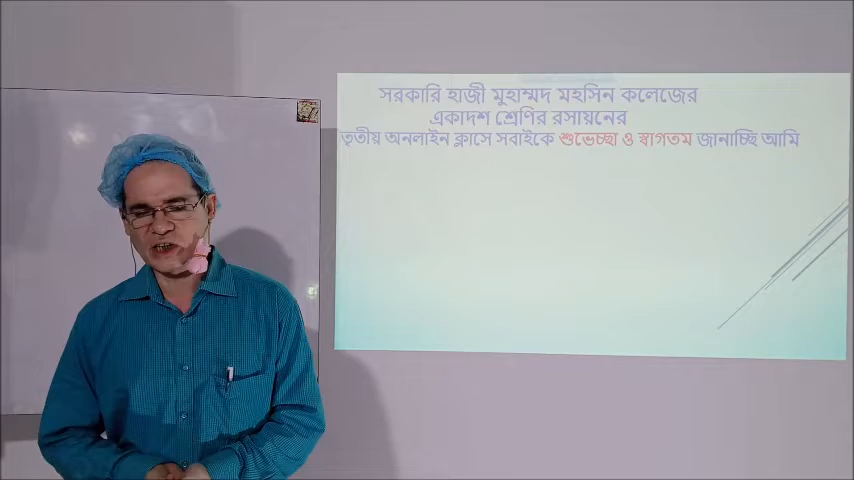 সরকারি হাজী মুহাম্মদ মহসিন কলেজের
একাদশ শ্রেণির রসায়নের
তৃতীয় অনলাইন ক্লাসে সবাইকে শুভেচ্ছা ও স্বাগতম জানাচ্ছি আমি